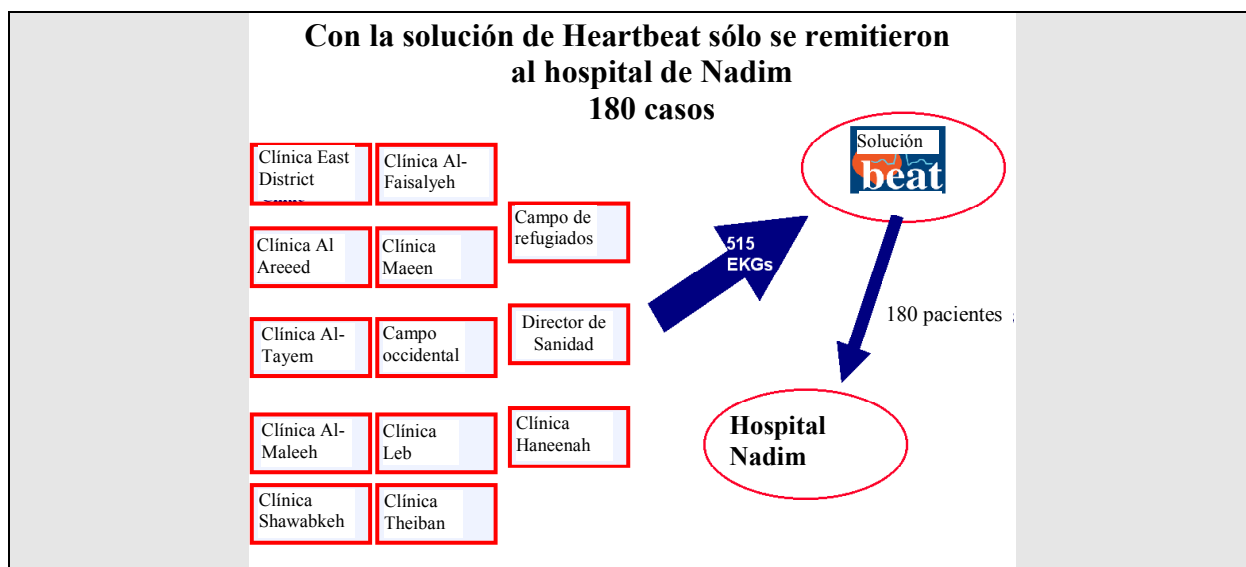 Con la solución de Heartbeat sólo se remitieron
al hospital de Nadim
180 casos
Solución
beat
Clínica East
District
Clínica Al-
Faisalyeh
Campo de
refugiados
515
EKGs
Clínica Al
Areeed
Clínica
Maeen
180 pacientes
Clínica Al-
Tayem
Campo
occidental
Director de
Sanidad
Clínica Al-
Maleeh
Clínica
Leb
Clínica
Haneenah
Hospital
Nadim
Clínica
Shawabkeh
Clínica
Theiban